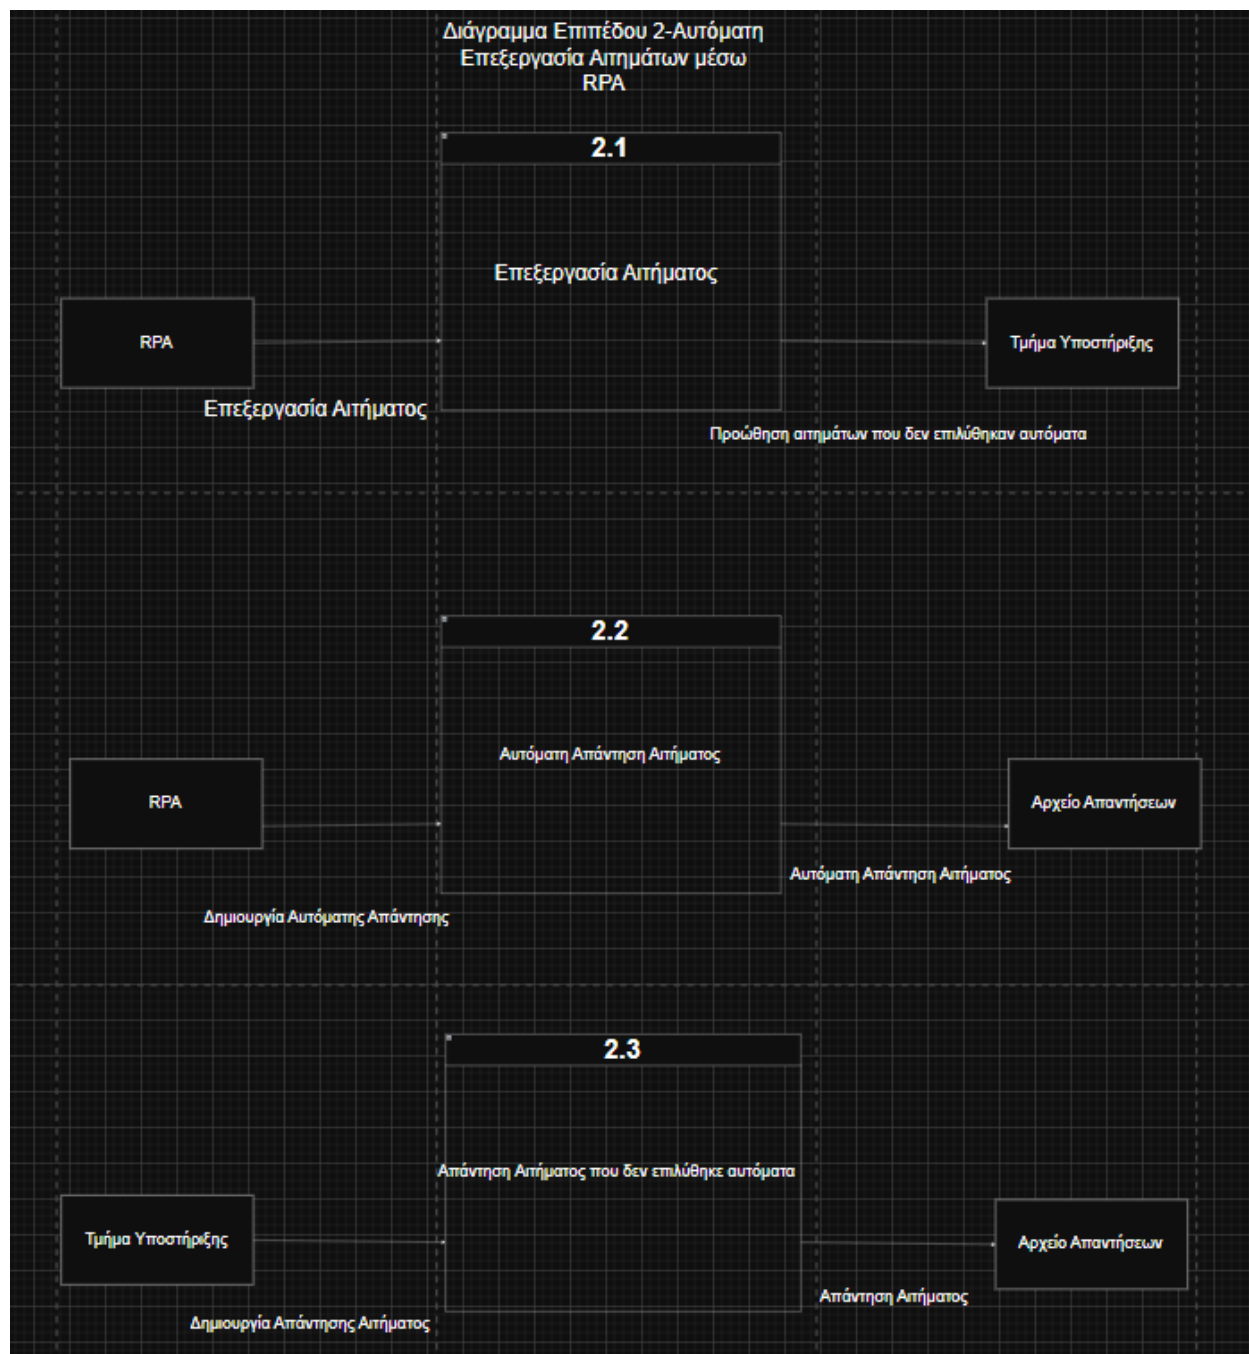 Διάγραμμα Επιπέδου 2-Αυτόματη
Επεξεργασία Αιτημάτων μέσω
RPA
2.1
Επεξεργασία Αιτήματος
RPA
Τμήμα Υποστήριξης
Επεξεργασία Αιτήματος
Προώθηση αιτημάτων που δεν επιλύθηκαν αυτόματα
2.2
Αυτόματη Απάντηση Αιτήματος
RPA
Αρχείο Απαντήσεων
Αυτόματη Απάντηση Αιτήματος
Δημιουργία Αυτόματης Απάντησης
2.3
Απάντηση Αιτήματος που δεν επιλύθηκε αυτόματα
Τμήμα Υποστήριξης
Αρχείο Απαντήσεων
Απάντηση Αιτήματος
Δημιουργία Απάντησης Αιτήματος